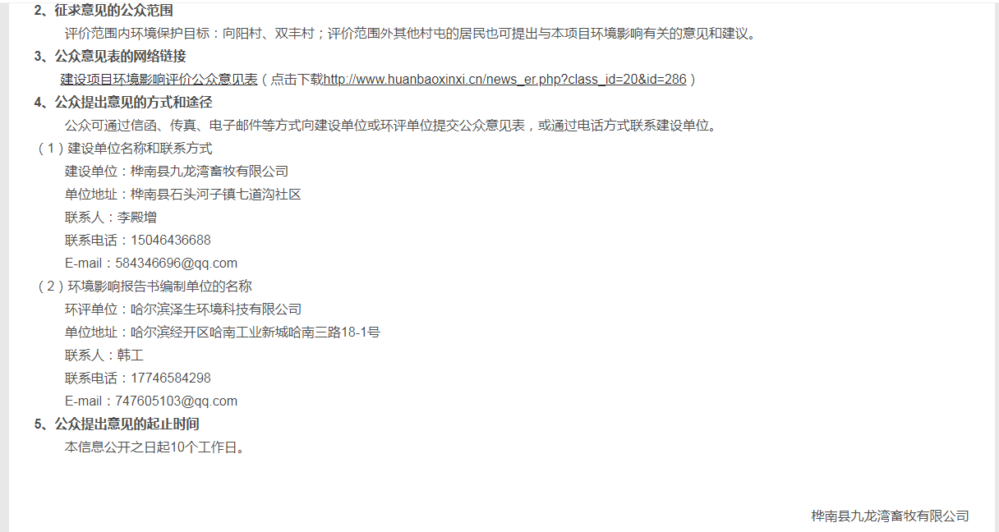 2、征求意见的公众范围
评价范围内环境保护目标：向阳村、双丰村；评价范围外其他村屯的居民也可提出与本项目环境影响有关的意见和建议。
3、公众意见表的网络链接
建设项目环境影响评价公众意见表（点击下载http://www.huanbaoxinxi.cn/news_er.php?class_id=20&id=286）
4、公众提出意见的方式和途径
公众可通过信函、传真、电子邮件等方式向建设单位或环评单位提交公众意见表，或通过电话方式联系建设单位。
（1）建设单位名称和联系方式
建设单位：桦南县九龙湾畜牧有限公司
单位地址：桦南县石头河子镇七道沟社区
联系人：李殿增
联系电话：15046436688
E-mail：584346696@qq.com
（2）环境影响报告书编制单位的名称
环评单位：哈尔滨泽生环境科技有限公司
单位地址：哈尔滨经开区哈南工业新城哈南三路18-1号
联系人：韩工
联系电话：17746584298
E-mail：747605103@qq.com
5、公众提出意见的起止时间
本信息公开之日起10个工作日。
桦南县九龙湾畜牧有限公司